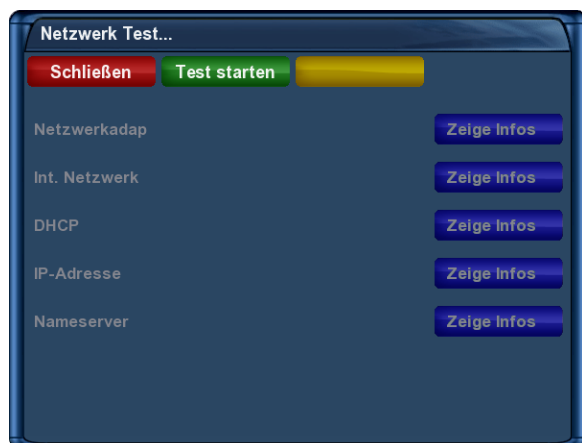 Netzwerk Test...
Schließen Test starten
Netzwerkadap Zeige Infos
Int. Netzwerk Zeige Infos
DHCP Zeige Infos
IP-Adresse Zeige Infos
Nameserver Zeige Infos